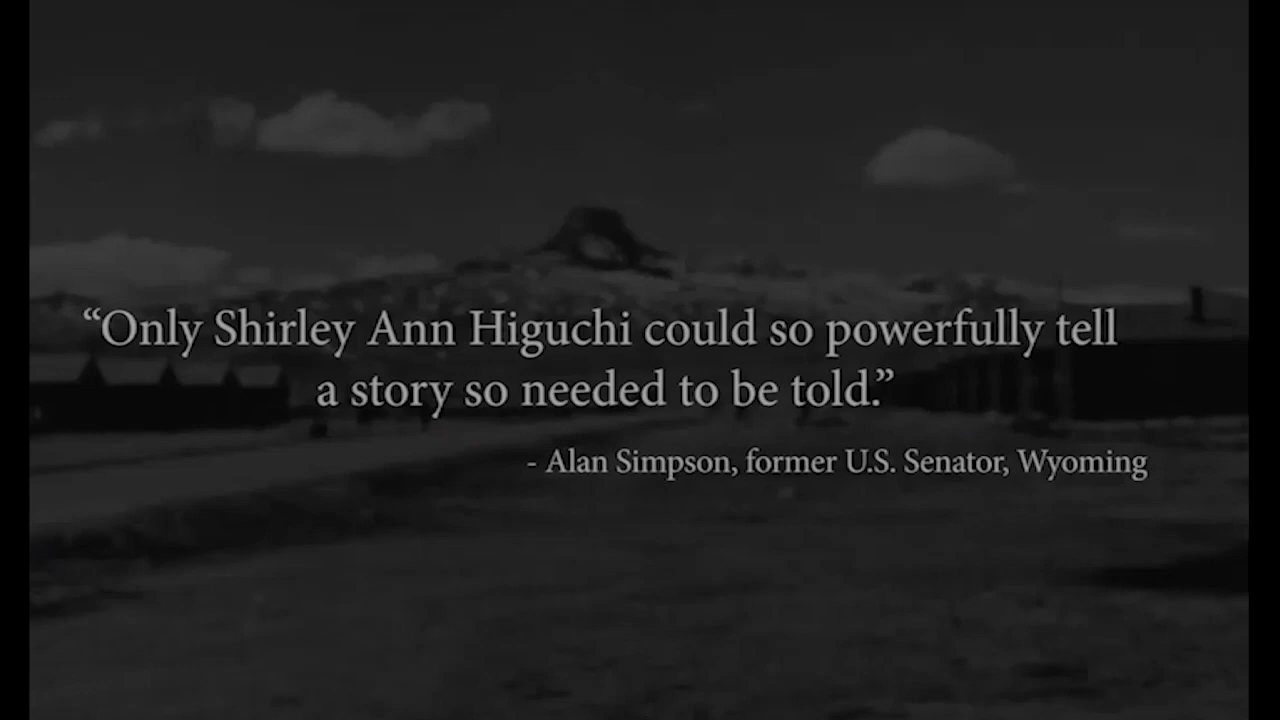 “Only Shirley Ann Higuchi could so powerfully tell
a story so needed to be told.”
- Alan Simpson, former U.S. Senator, Wyoming